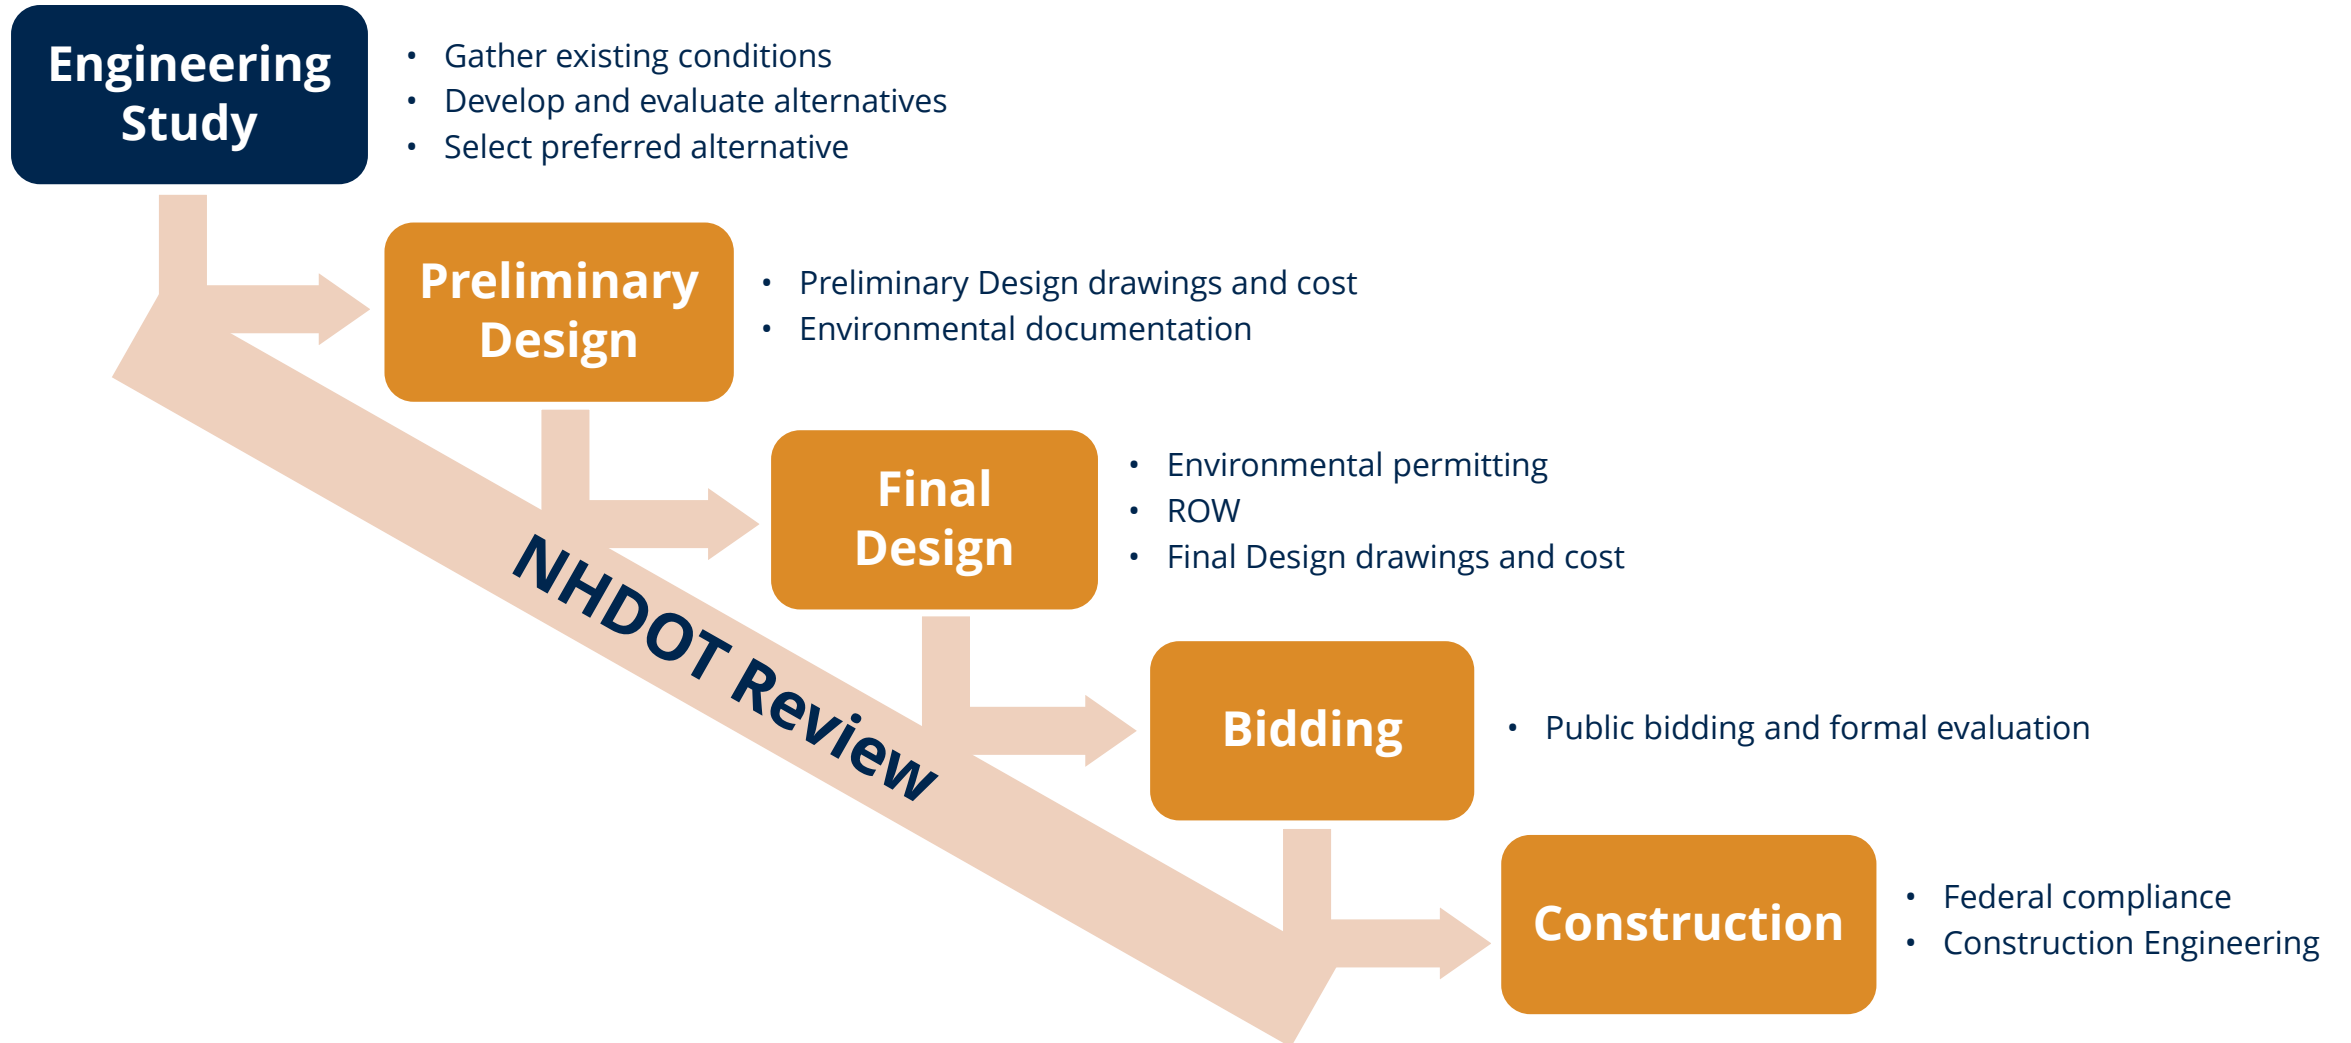 Engineering
Study
• Gather existing conditions
• Develop and evaluate alternatives
• Select preferred alternative
Preliminary
Design
• Preliminary Design drawings and cost
• Environmental documentation
Final
Design
• Environmental permitting
• ROW
• Final Design drawings and cost
NHDOT Review
Bidding
• Public bidding and formal evaluation
Construction
• Federal compliance
• Construction Engineering